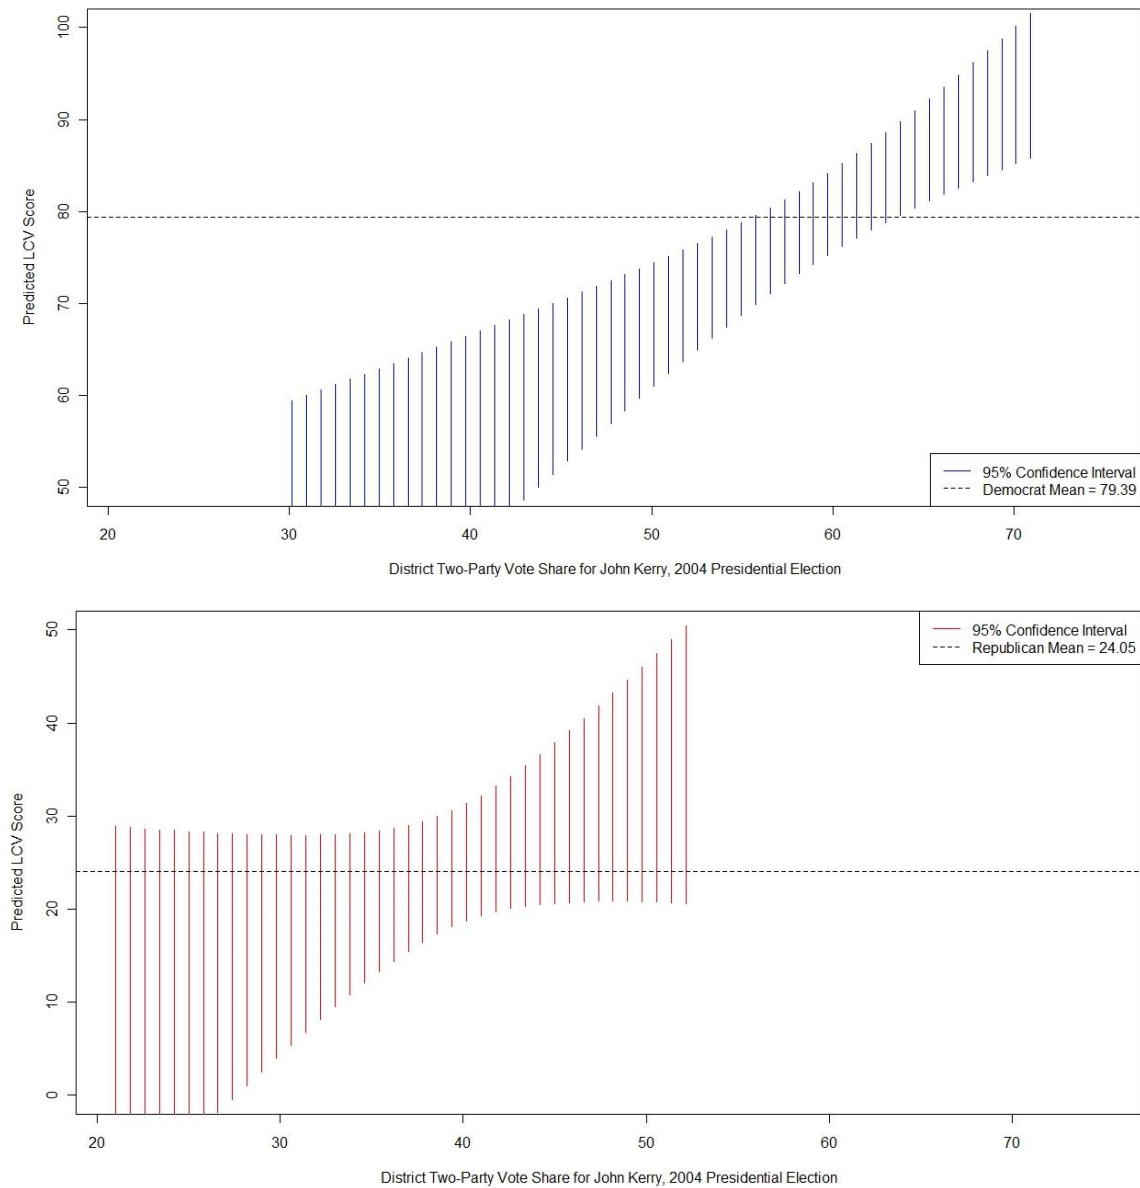 100
90
80
70
60
50
Predicted LCV Score
95% Confidence Interval
Democrat Mean = 79.39
20 30 40 50 60 70
District Two-Party Vote Share for John Kerry, 2004 Presidential Election
50
40
30
20
10
0
Predicted LCV Score
95% Confidence Interval
Republican Mean = 24.05
20 30 40 50 60 70
District Two-Party Vote Share for John Kerry, 2004 Presidential Election